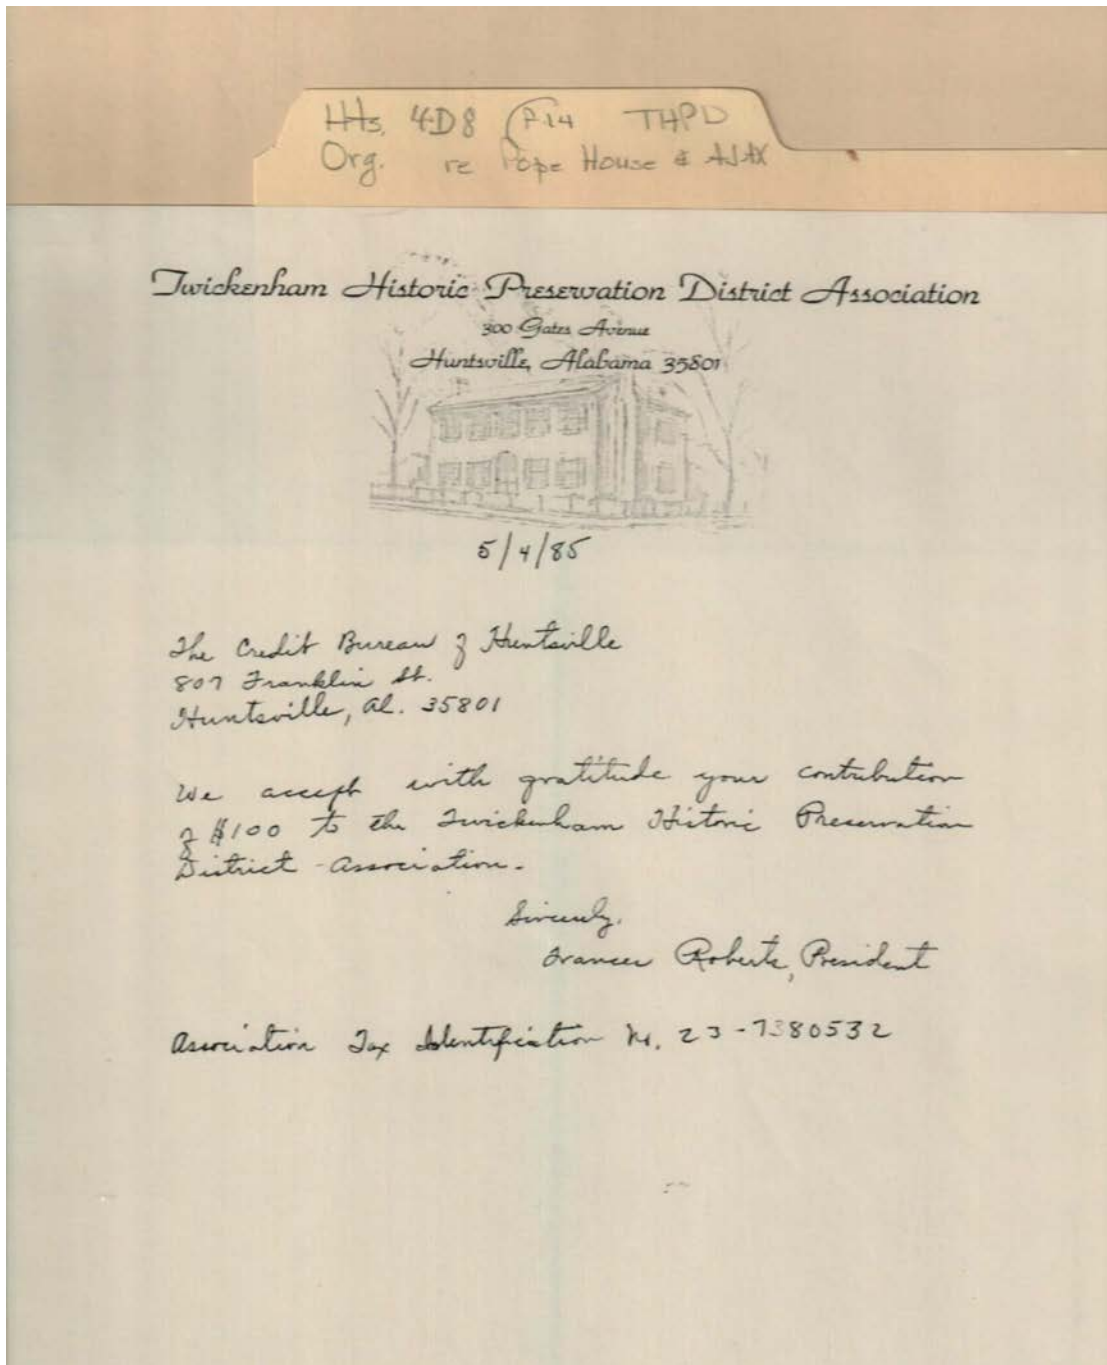 Hts. 4-D8 (F14 THPD
Org. re Pope House & AJAX
Twickenham Historic Preservation District Association
300 Gates Avenue
Huntsville, Alabama 35801
5/4/85
The Credit Bureau of Huntsville
807 Franklin St.
Huntsville, Al. 35801
We accept with gratitude your contribution
of $100 to the Twickenham Historic Preservation
District Association.
Sincerely,
Frances Roberts, President
Association Tax Identification No. 23-7380532